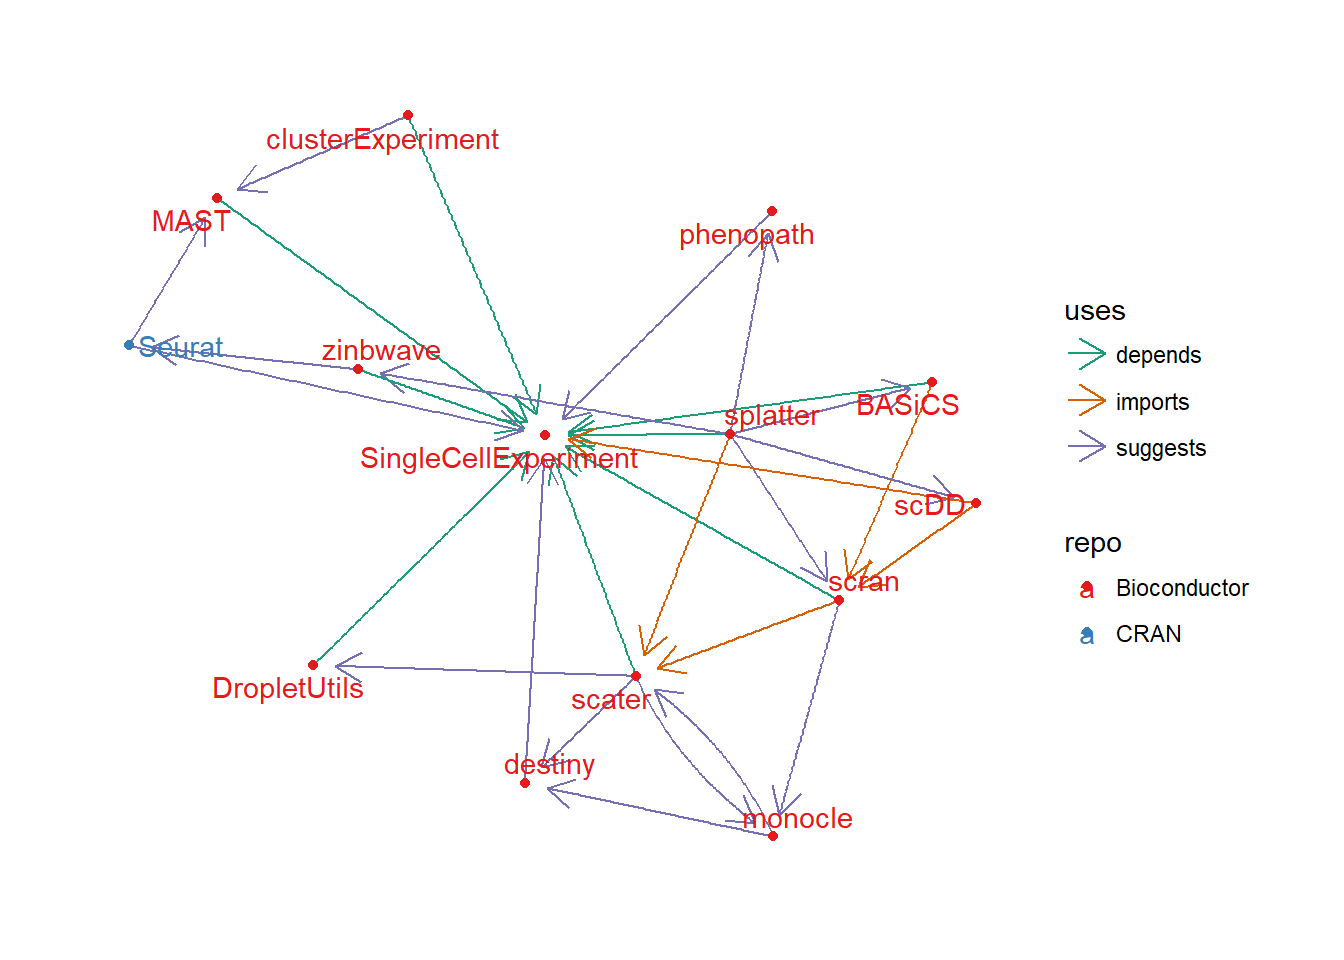 clusterExperiment
MAST
phenopath
Seurat
zinbwave
BASiCS
splatter
SingleCellExperiment
scDD
scran
DropletUtils
scater
destiny
monocle
uses
depends
imports
suggests
repo
a Bioconductor
a CRAN